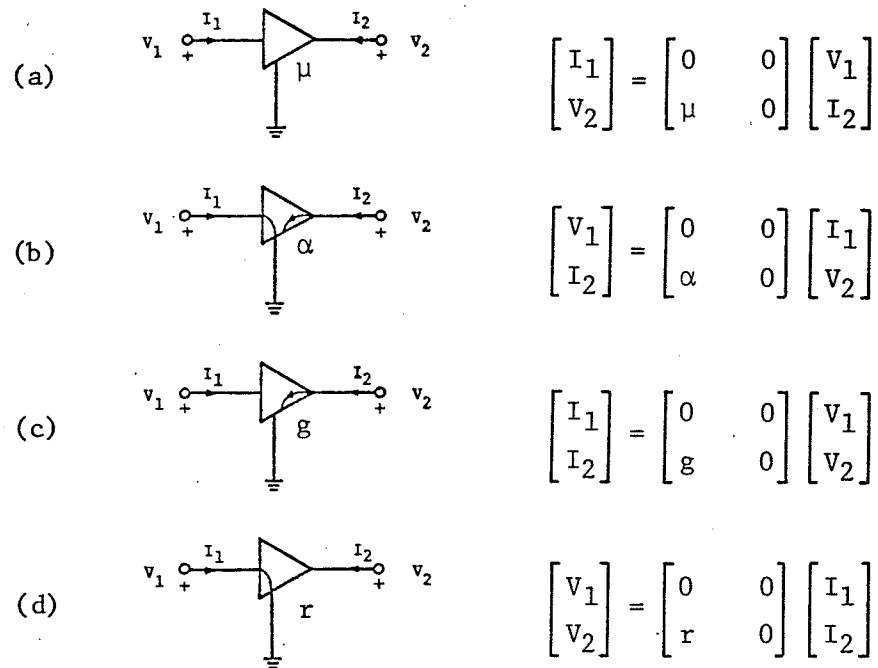 (a) V₁ + I₁ μ I₂ + V₂ [I₁ V₂] = [0 0 μ 0] [V₁ I₂]
(b) V₁ + I₁ α I₂ + V₂ [V₁ I₂] = [0 0 α 0] [I₁ V₂]
(c) V₁ + I₁ g I₂ + V₂ [I₁ I₂] = [0 0 g 0] [V₁ V₂]
(d) V₁ + I₁ r I₂ + V₂ [V₁ V₂] = [0 0 r 0] [I₁ I₂]